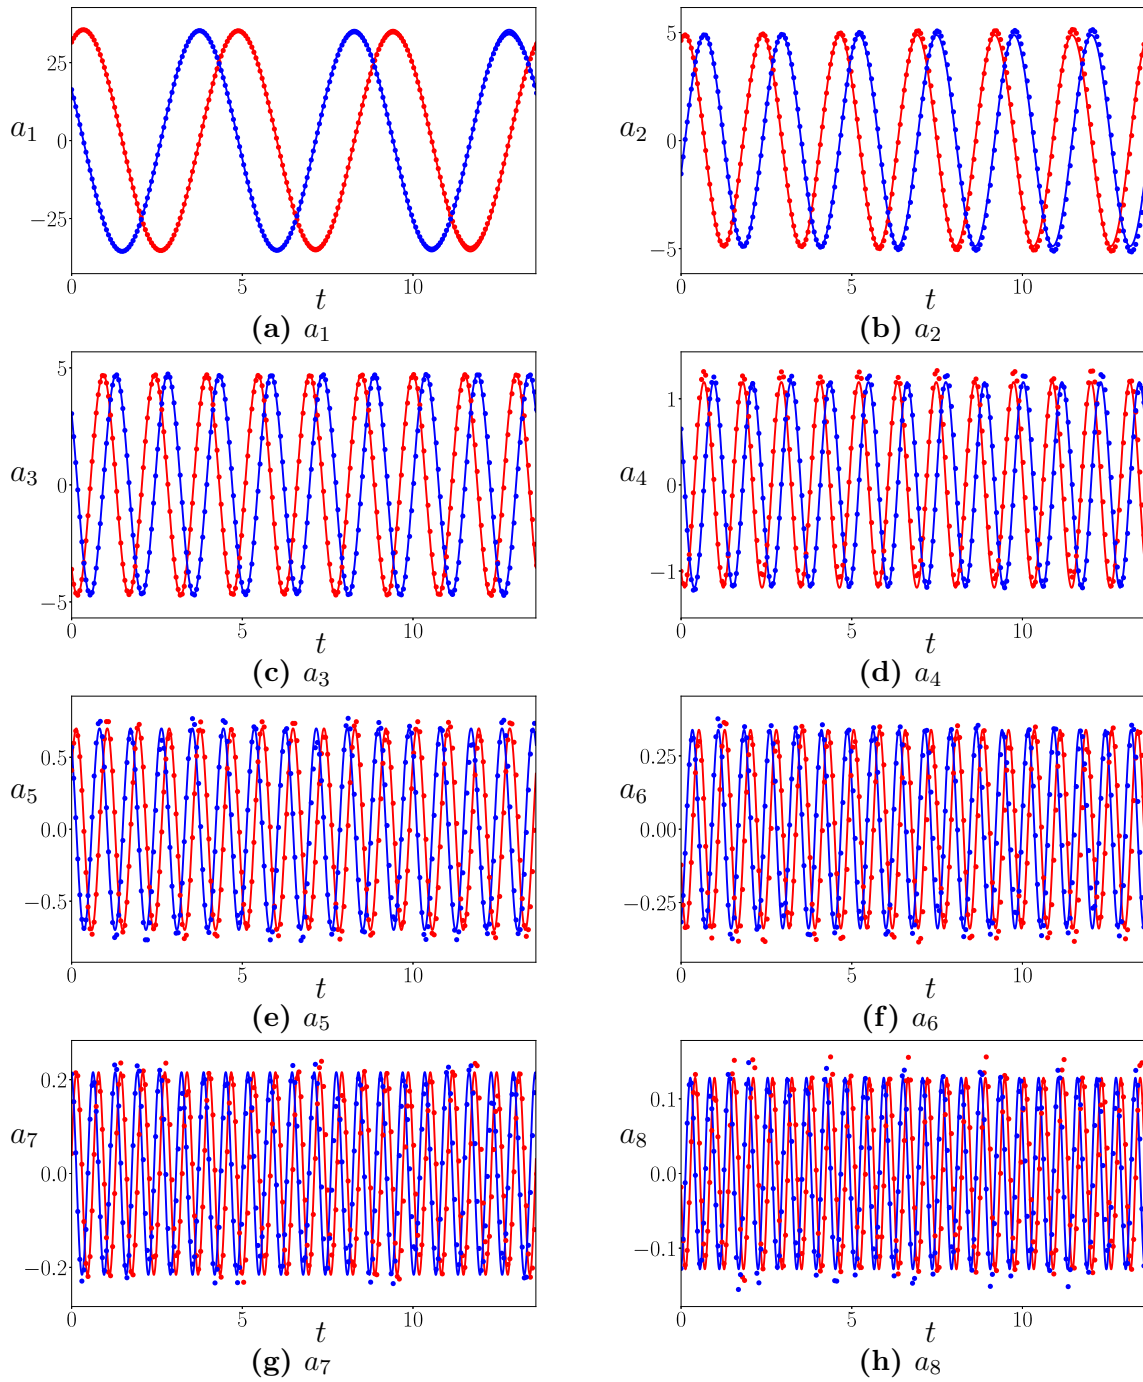 25
0
−25
a₁
0 5 10
t
(a) a₁
5
0
−5
a₂
0 5 10
t
(b) a₂
5
0
−5
a₃
0 5 10
t
(c) a₃
1
0
−1
a₄
0 5 10
t
(d) a₄
0.5
0.0
−0.5
a₅
0 5 10
t
(e) a₅
0.25
0.00
−0.25
a₆
0 5 10
t
(f) a₆
0.2
0.0
−0.2
a₇
0 5 10
t
(g) a₇
0.1
0.0
−0.1
a₈
0 5 10
t
(h) a₈